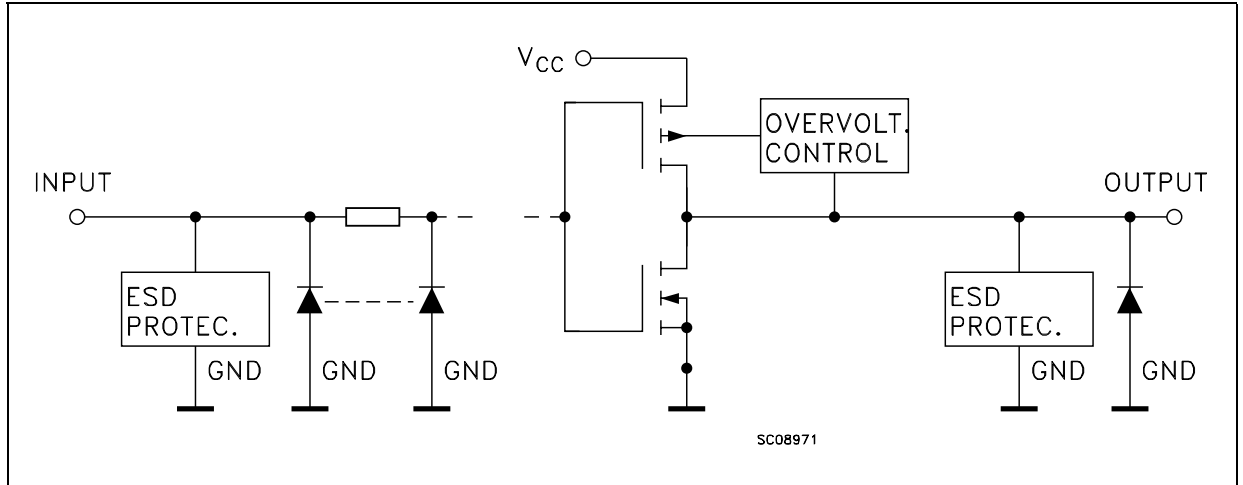 VCC
OVERVOLT.
CONTROL
INPUT
OUTPUT
ESD
PROTEC.
GND
GND
GND
ESD
PROTEC.
GND
GND
SC08971